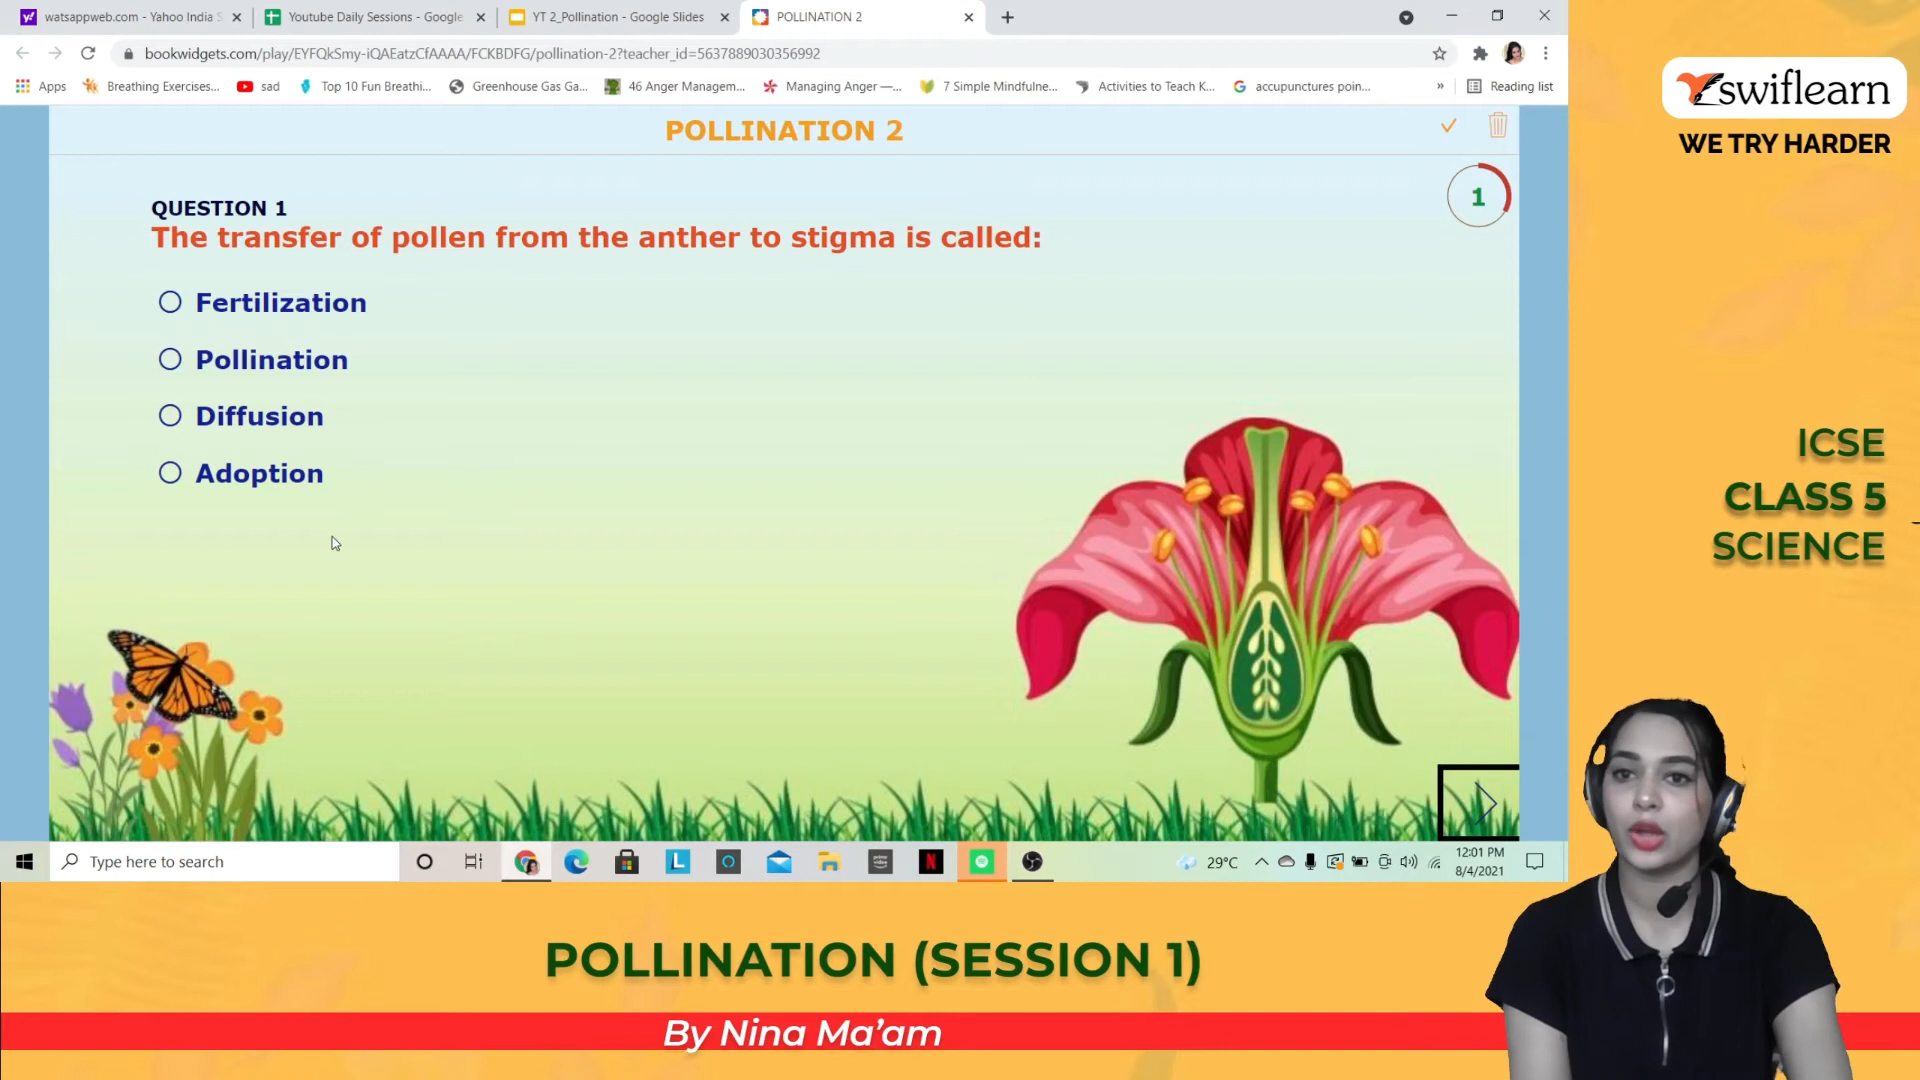 watsappweb.com - Yahoo India S
Youtube Daily Sessions - Google
YT 2_Pollination - Google Slides
POLLINATION 2
bookwidgets.com/play/EYFQkSmy-iQAEatzCfAAAA/FCKBDFG/pollination-2?teacher_id=5637889030356992
Apps
Breathing Exercises...
sad
Top 10 Fun Breathi...
Greenhouse Gas Ga...
46 Anger Managem...
Managing Anger —...
7 Simple Mindfulne...
Activities to Teach K...
accupunctures poin...
»
Reading list
swiflearn
WE TRY HARDER
POLLINATION 2
1
QUESTION 1
The transfer of pollen from the anther to stigma is called:
Fertilization
Pollination
Diffusion
Adoption
ICSE
CLASS 5
SCIENCE
Type here to search
29°C
12:01 PM
8/4/2021
POLLINATION (SESSION 1)
By Nina Ma’am